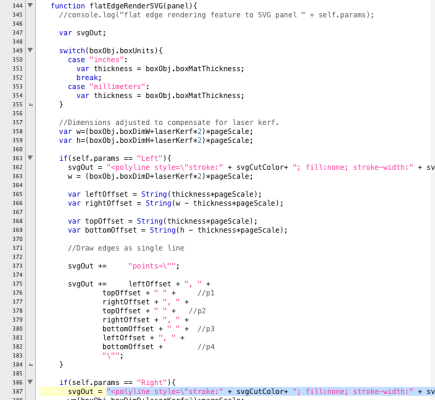 344 function flatEdgeRenderSVG(panel){
345 //console.log("flat edge rendering feature to SVG panel " + self.params);
346
347 var svgOut;
348
349 switch(boxObj.boxUnits){
350 case "inches":
351 var thickness = boxObj.boxMatThickness;
352 break;
353 case "millimeters":
354 var thickness = boxObj.boxMatThickness;
355 }
356
357 //Dimensions adjusted to compensate for laser kerf.
358 var w=(boxObj.boxDimW+laserKerf*2)*pageScale;
359 var h=(boxObj.boxDimH+laserKerf*2)*pageScale;
360
361 if(self.params == "Left"){
362 svgOut = "<polyline style=\"stroke:" + svgCutColor+ "; fill:none; stroke-width:" + sv
363 w = (boxObj.boxDimD+laserKerf*2)*pageScale;
364
365 var leftOffset = String(thickness*pageScale);
366 var rightOffset = String(w - thickness*pageScale);
367
368 var topOffset = String(thickness*pageScale);
369 var bottomOffset = String(h - thickness*pageScale);
370
371 //Draw edges as single line
372
373 svgOut += "points=\"";
374
375 svgOut += leftOffset + ", " +
376 topOffset + " " + //p1
377 rightOffset + ", " +
378 topOffset + " " + //p2
379 rightOffset + ", " +
380 bottomOffset + " " + //p3
381 leftOffset + ", " +
382 bottomOffset + //p4
383 "\"";
384 }
385
386 if(self.params == "Right"){
387 svgOut = "<polyline style=\"stroke:" + svgCutColor+ "; fill:none; stroke-width:" + sv